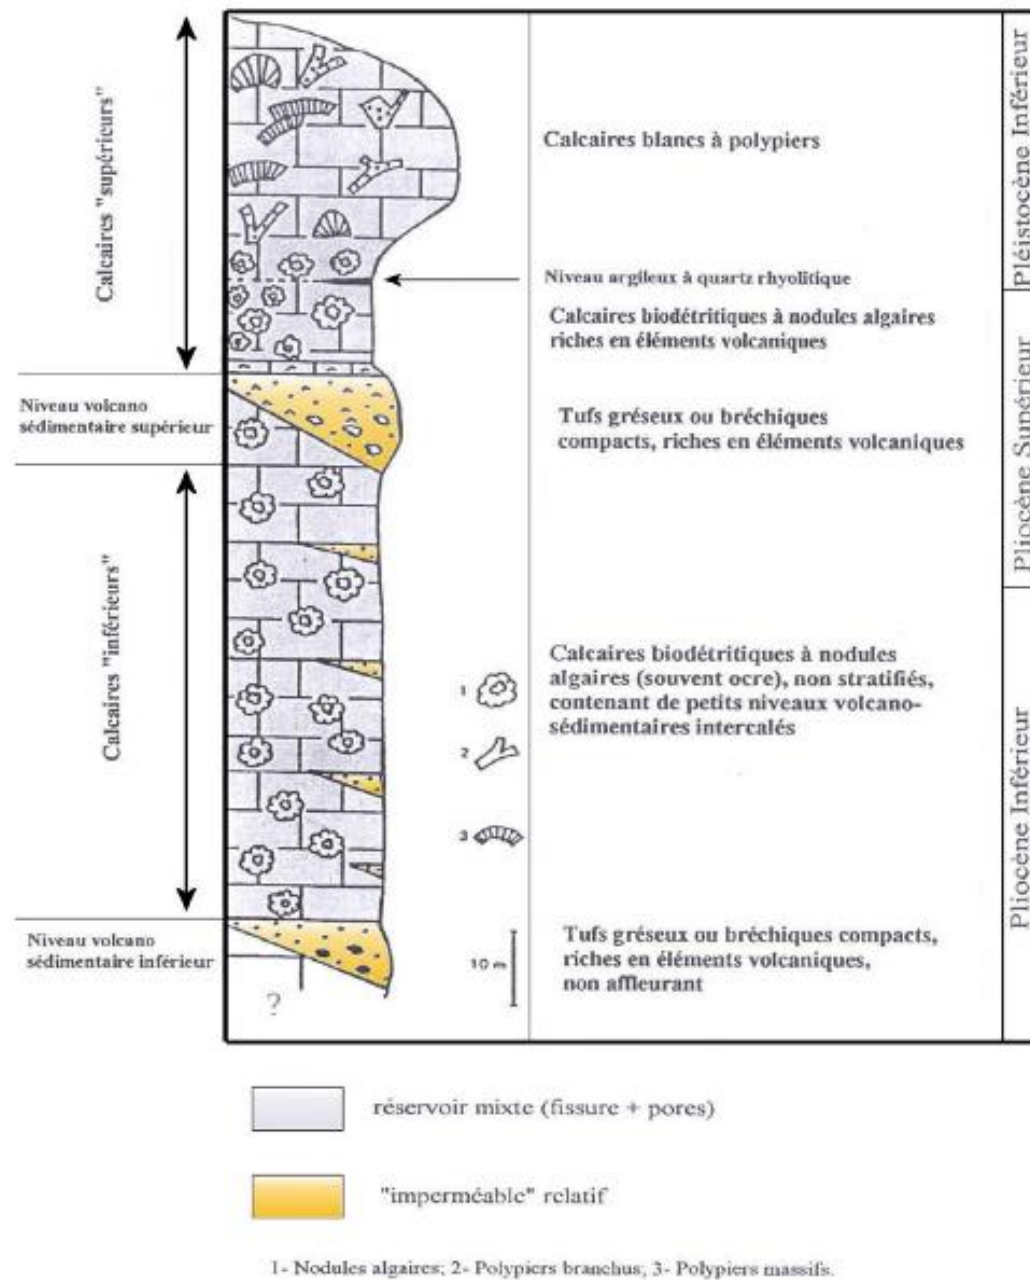 Calcaires "supérieurs"
Niveau volcano
sédimentaire supérieur
Calcaires "inférieurs"
Niveau volcano
sédimentaire inférieur
?
1
2
3
10 m
Calcaires blancs à polypiers
Niveau argileux à quartz rhyolitique
Calcaires biodétritiques à nodules algaires
riches en éléments volcaniques
Tufs gréseux ou bréchiques
compacts, riches en éléments volcaniques
Calcaires biodétritiques à nodules
algaires (souvent ocre), non stratifiés,
contenant de petits niveaux volcano-
sédimentaires intercalés
Tufs gréseux ou bréchiques compacts,
riches en éléments volcaniques,
non affleurant
Pléistocène Inférieur
Pliocène Supérieur
Pliocène Inférieur
réservoir mixte (fissure + pores)
"imperméable" relatif
1- Nodules algaires; 2- Polypiers branchus; 3- Polypiers massifs.